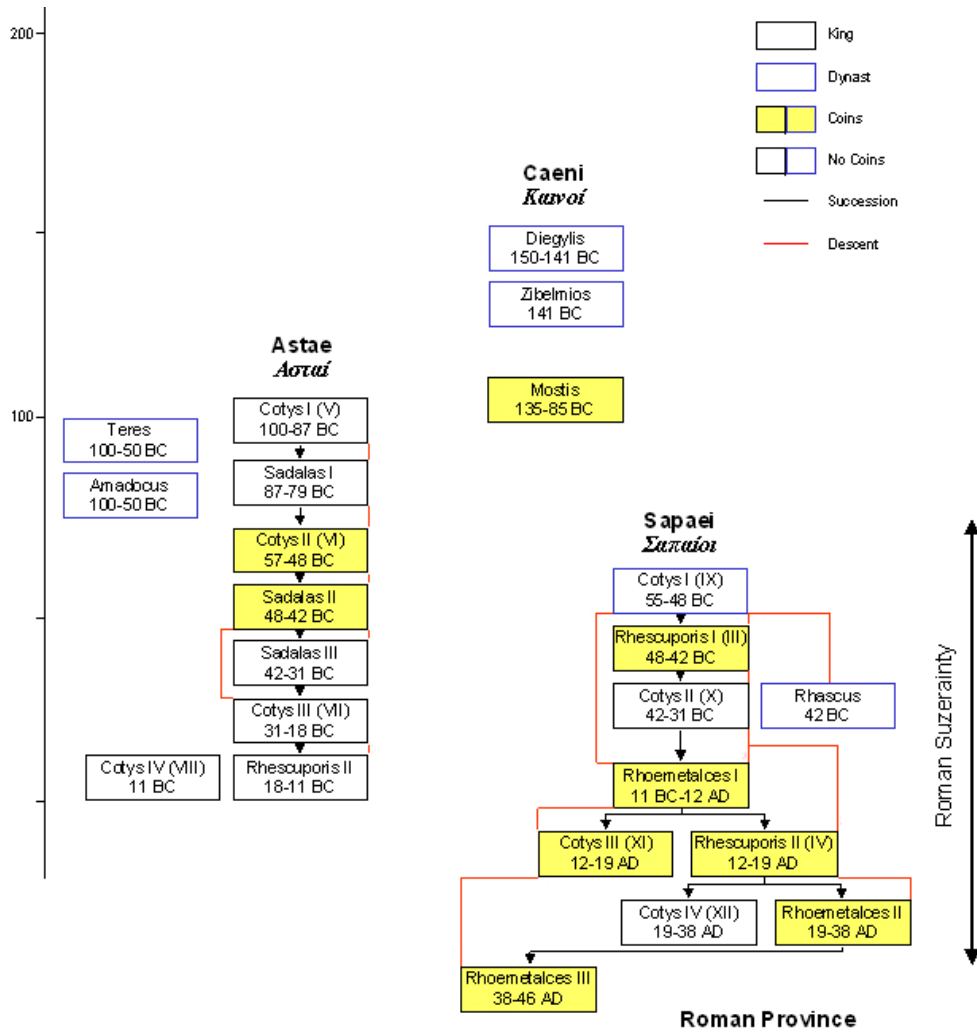 200
King
Dynast
Coins
No Coins
Succession
Descent
Caeni
Καινοί
Diegylis
150-141 BC
Zibelmios
141 BC
Mostis
135-85 BC
Astae
Ασταί
100
Teres
100-50 BC
Amadocus
100-50 BC
Cotys I (V)
100-87 BC
Sadalas I
87-79 BC
Cotys II (VI)
57-48 BC
Sadalas II
48-42 BC
Sadalas III
42-31 BC
Cotys III (VII)
31-18 BC
Cotys IV (VIII)
11 BC
Rhescuporis II
18-11 BC
Sapaei
Σαπαίοι
Cotys I (IX)
55-48 BC
Rhescuporis I (III)
48-42 BC
Cotys II (X)
42-31 BC
Rhascus
42 BC
Rhoemetalces I
11 BC-12 AD
Cotys III (XI)
12-19 AD
Rhescuporis II (IV)
12-19 AD
Cotys IV (XII)
19-38 AD
Rhoemetalces II
19-38 AD
Rhoemetalces III
38-46 AD
Roman Suzerainty
Roman Province